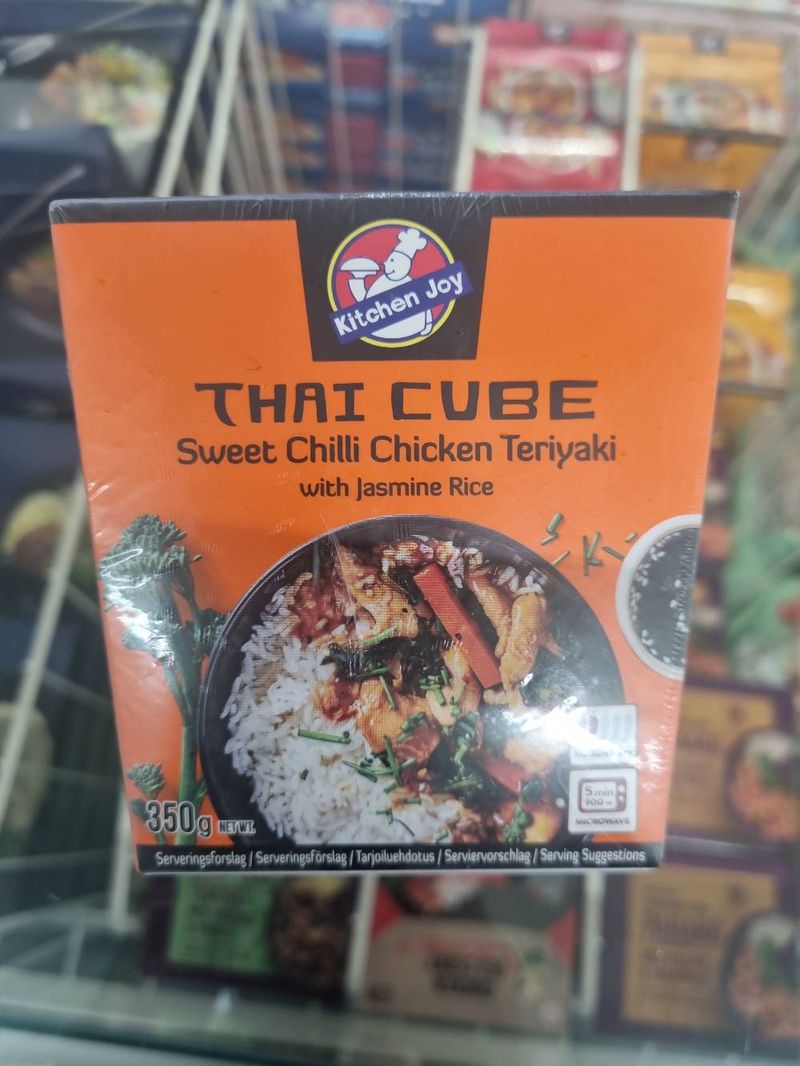 Kitchen Joy
THAI CUBE
Sweet Chilli Chicken Teriyaki
with Jasmine Rice
5 min
900 W
MICROWAVE
350g NET WT.
Serveringsforslag / Serveringsförslag / Tarjoiluehdotus / Serviervorschlag / Serving Suggestions